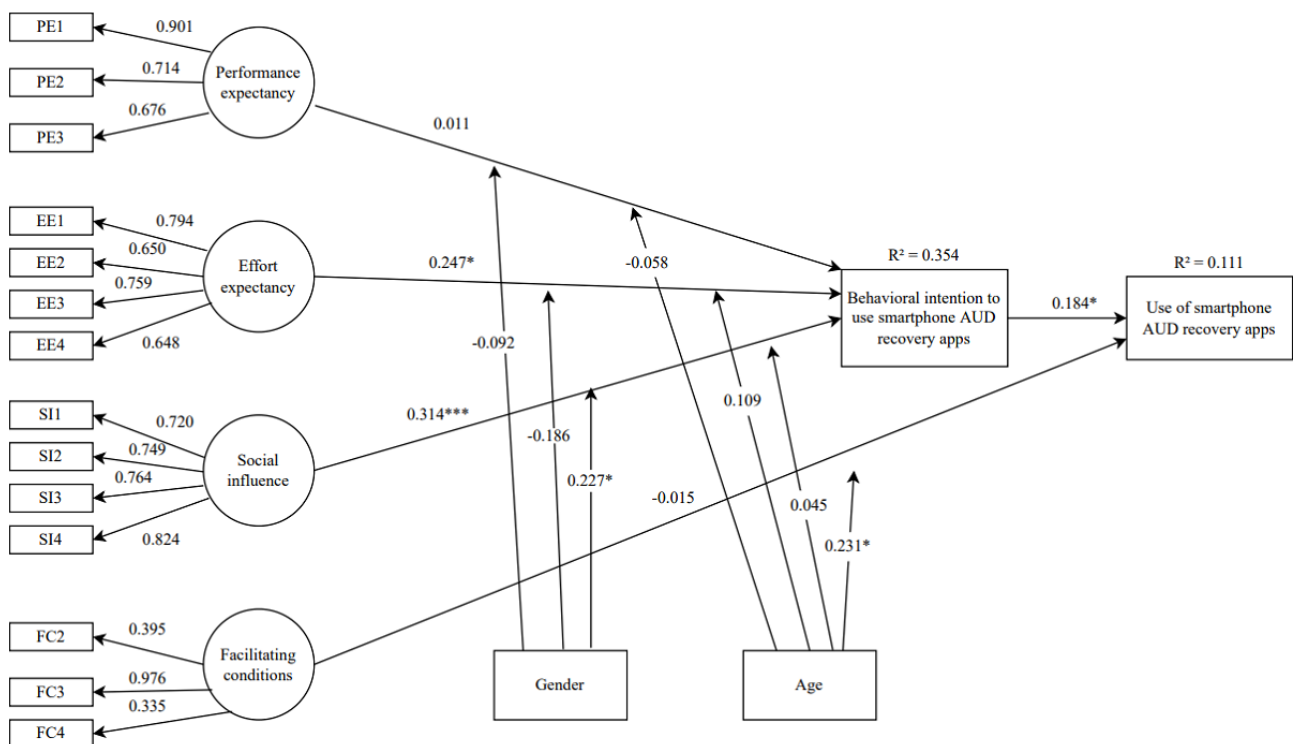 PE1
0.901
PE2
0.714
PE3
0.676
Performance
expectancy
0.011
EE1
0.794
EE2
0.650
EE3
0.759
EE4
0.648
Effort
expectancy
0.247*
-0.058
-0.092
R² = 0.354
Behavioral intention to
use smartphone AUD
recovery apps
0.184*
R² = 0.111
Use of smartphone
AUD recovery apps
SI1
0.720
SI2
0.749
SI3
0.764
SI4
0.824
Social
influence
0.314***
-0.186
0.227*
0.109
0.045
0.231*
-0.015
FC2
0.395
FC3
0.976
FC4
0.335
Facilitating
conditions
Gender
Age